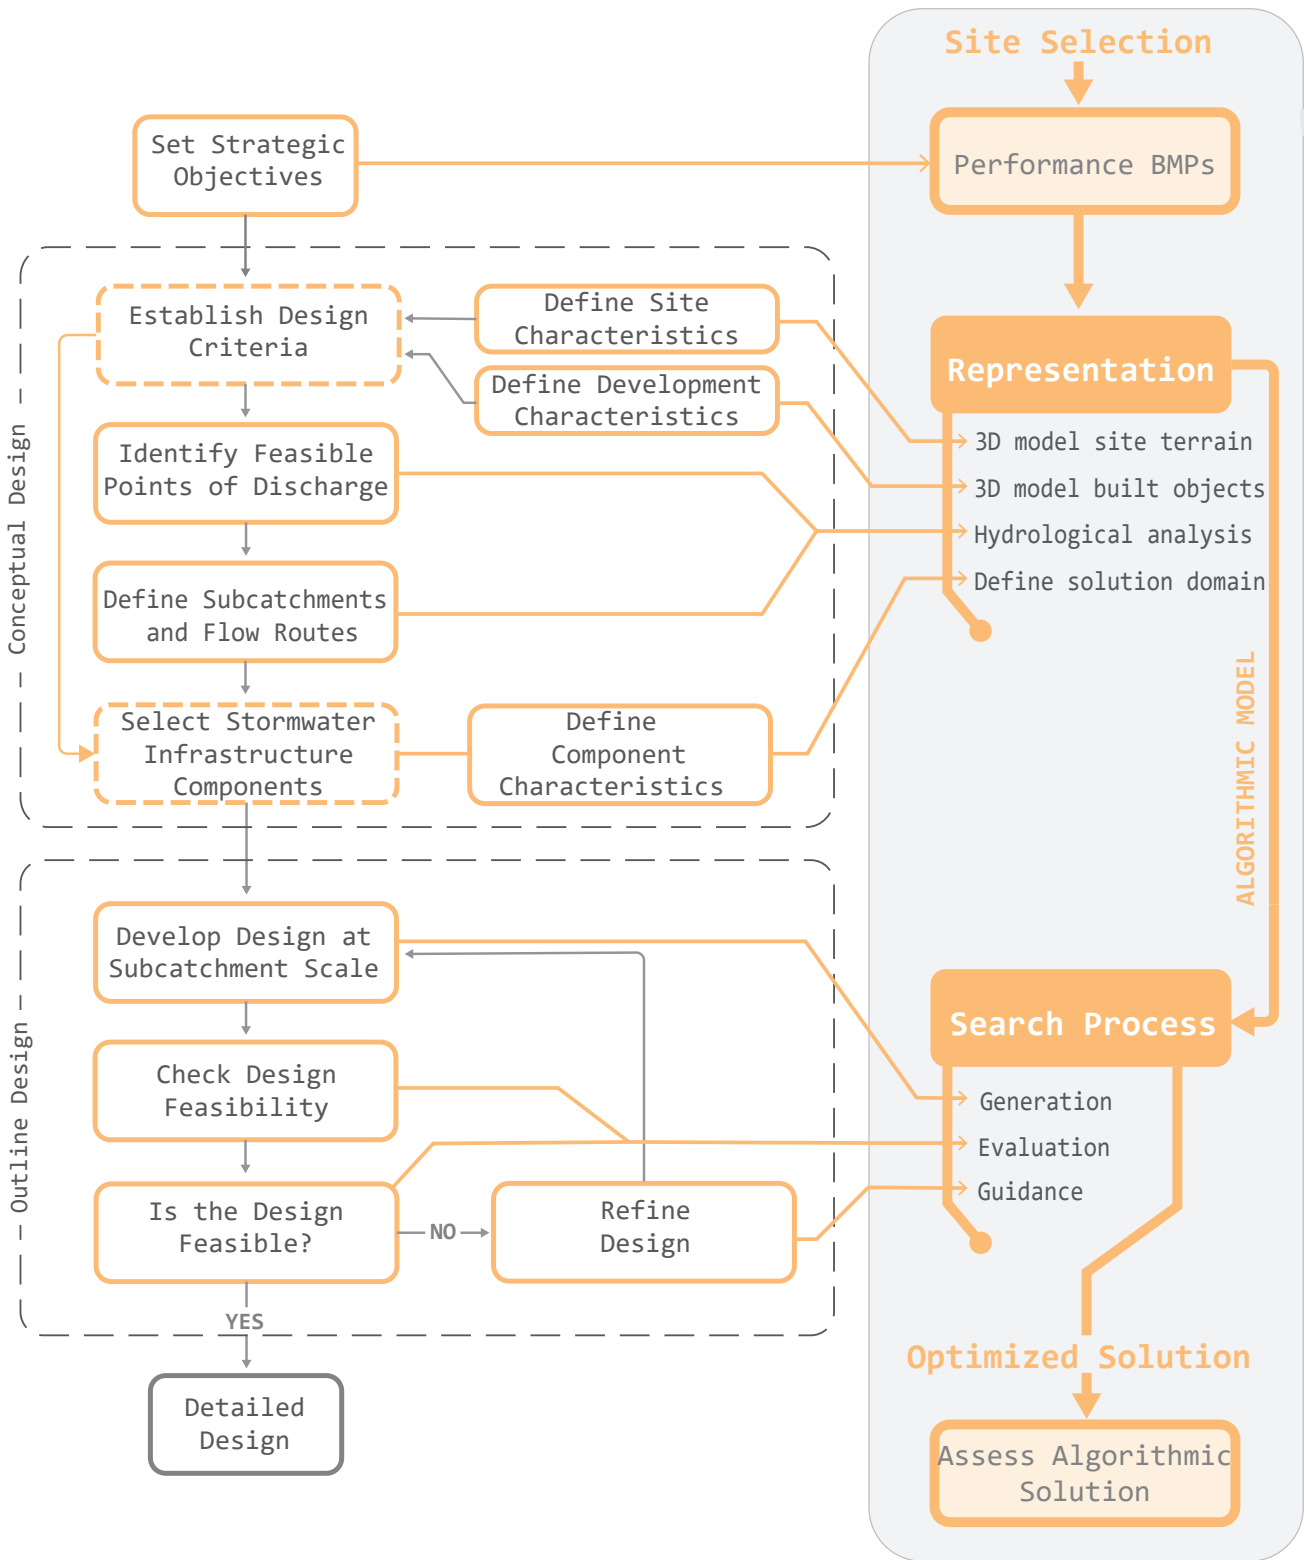 Site Selection
Set Strategic
Objectives
Performance BMPs
Conceptual Design
Establish Design
Criteria
Define Site
Characteristics
Define Development
Characteristics
Identify Feasible
Points of Discharge
Define Subcatchments
and Flow Routes
Select Stormwater
Infrastructure
Components
Define
Component
Characteristics
Representation
3D model site terrain
3D model built objects
Hydrological analysis
Define solution domain
ALGORITHMIC MODEL
Outline Design
Develop Design at
Subcatchment Scale
Check Design
Feasibility
Is the Design
Feasible?
NO
Refine
Design
YES
Detailed
Design
Search Process
Generation
Evaluation
Guidance
Optimized Solution
Assess Algorithmic
Solution